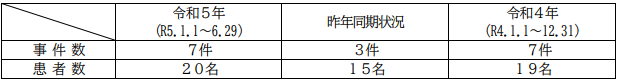 令和５年
(R5.1.1～6.29)
昨年同期状況
令和４年
(R4.1.1～12.31)
事件数 ７件 ３件 ７件
患者数 ２０名 １５名 １９名